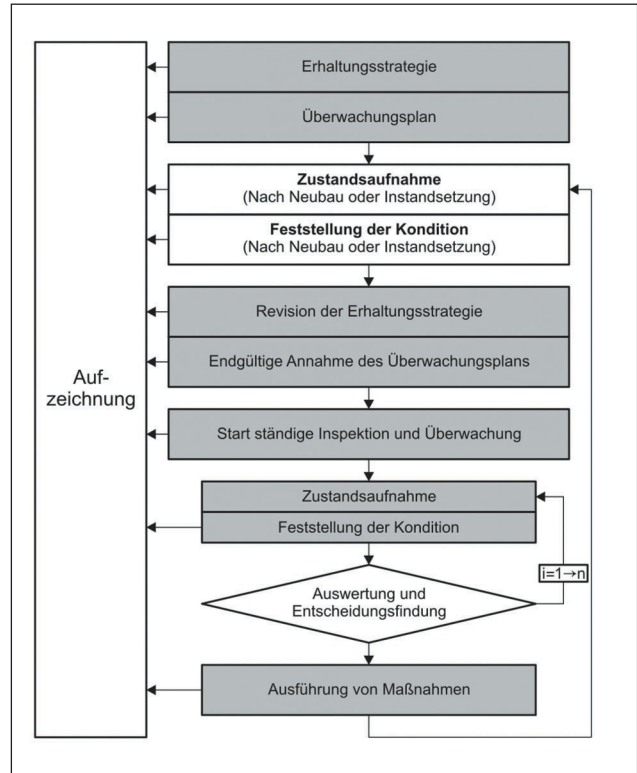 Erhaltungsstrategie
Überwachungsplan
Zustandsaufnahme
(Nach Neubau oder Instandsetzung)
Feststellung der Kondition
(Nach Neubau oder Instandsetzung)
Revision der Erhaltungsstrategie
Endgültige Annahme des Überwachungsplans
Auf-
zeichnung
Start ständige Inspektion und Überwachung
Zustandsaufnahme
Feststellung der Kondition
i=1→n
Auswertung und
Entscheidungsfindung
Ausführung von Maßnahmen